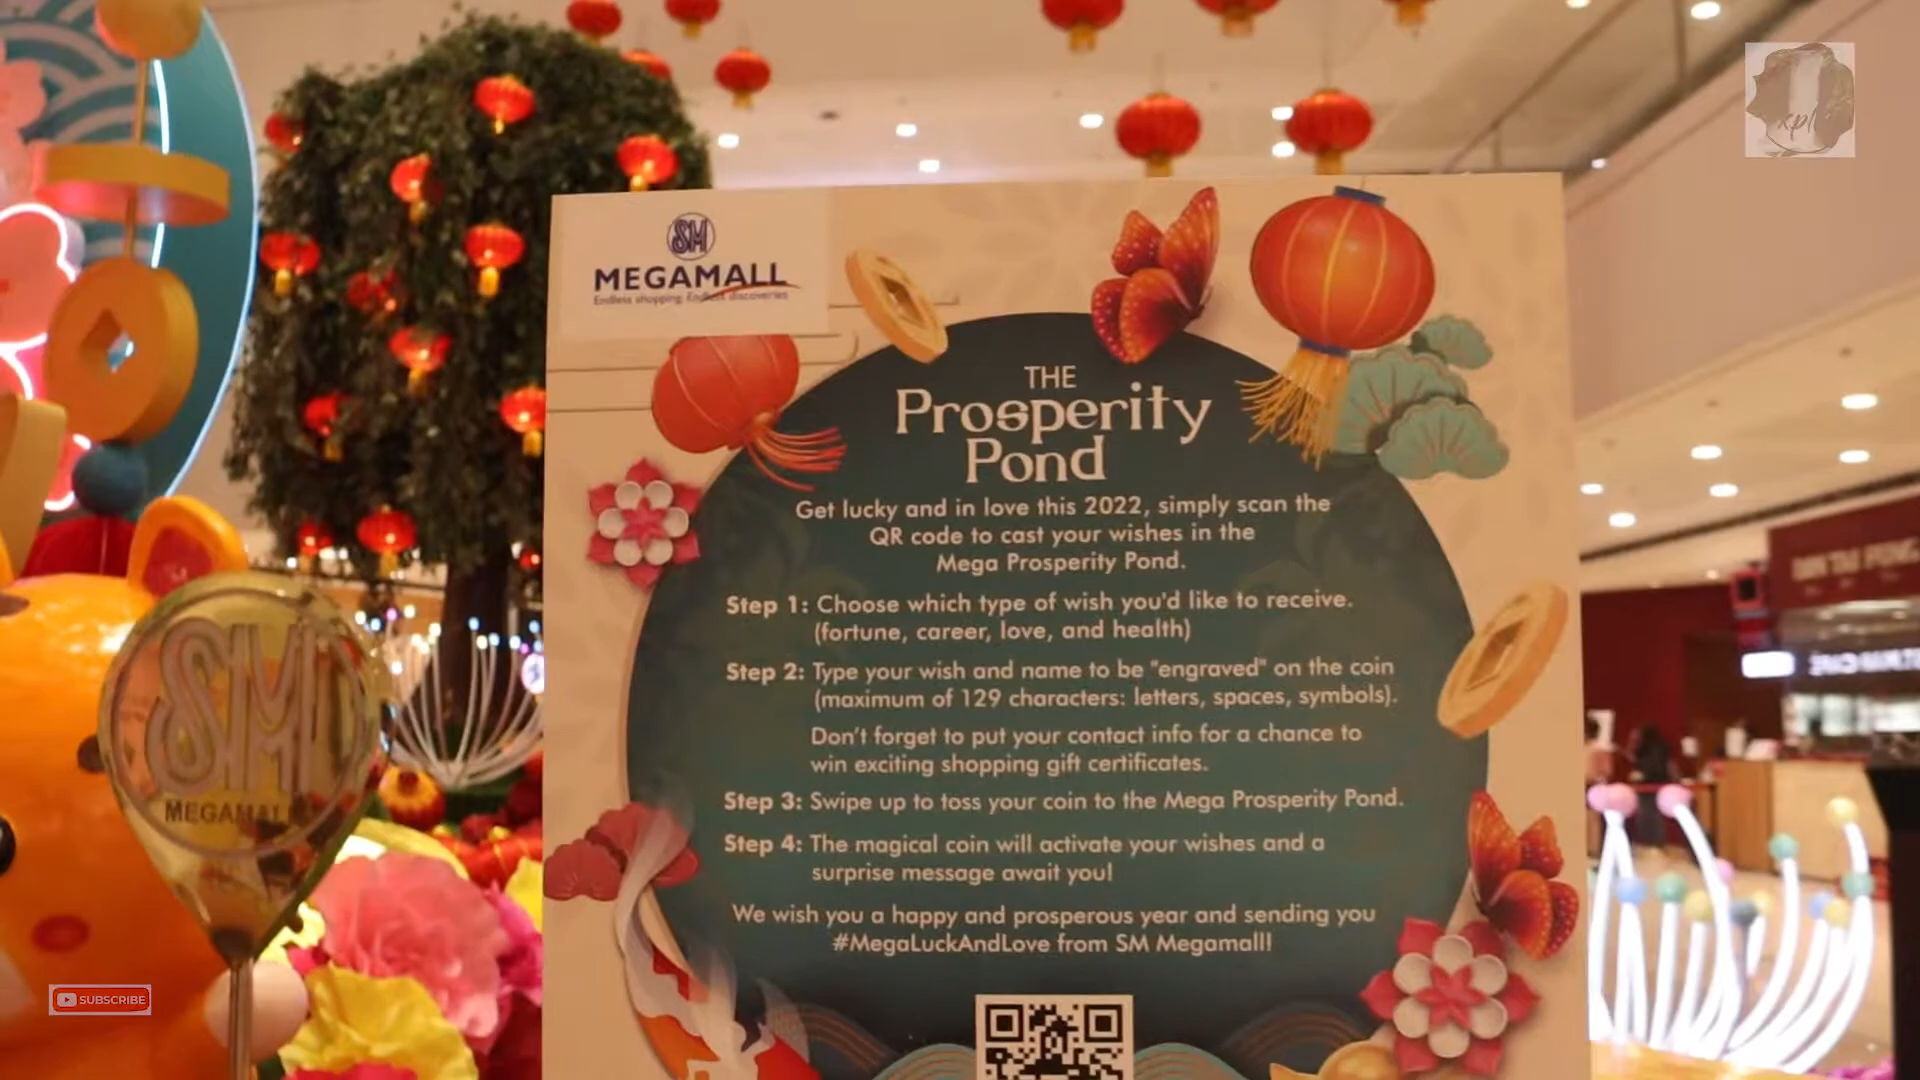 SM
MEGAMALL
Endless shopping. Endless discoveries
THE
Prosperity
Pond
Get lucky and in love this 2022, simply scan the
QR code to cast your wishes in the
Mega Prosperity Pond.
Step 1: Choose which type of wish you'd like to receive.
(fortune, career, love, and health)
Step 2: Type your wish and name to be "engraved" on the coin
(maximum of 129 characters: letters, spaces, symbols).
Don't forget to put your contact info for a chance to
win exciting shopping gift certificates.
Step 3: Swipe up to toss your coin to the Mega Prosperity Pond.
Step 4: The magical coin will activate your wishes and a
surprise message await you!
We wish you a happy and prosperous year and sending you
#MegaLuckAndLove from SM Megamall!
SM
MEGAMALL
SUBSCRIBE